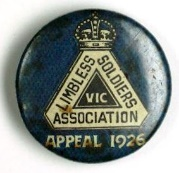 LIMBLESS SOLDIERS
VIC
ASSOCIATION
APPEAL 1926